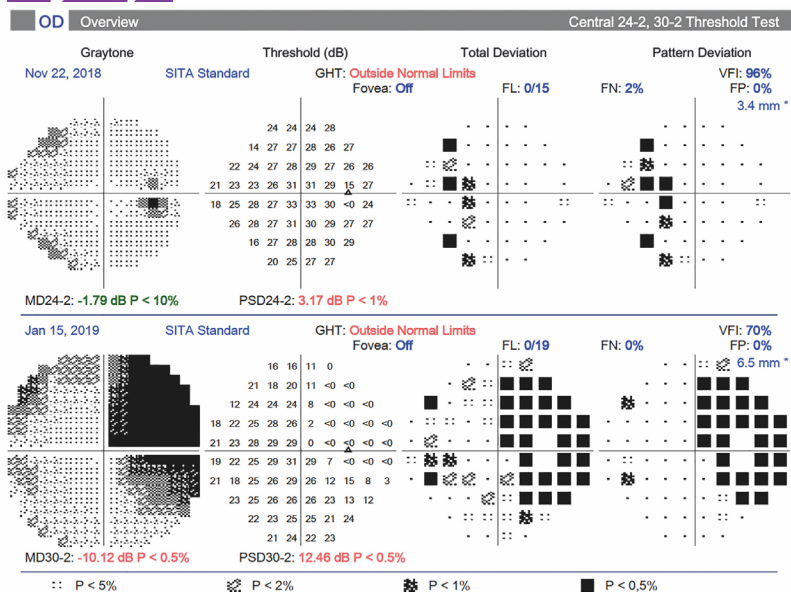 OD Overview Central 24-2, 30-2 Threshold Test
Graytone Threshold (dB) Total Deviation Pattern Deviation
Nov 22, 2018 SITA Standard GHT: Outside Normal Limits VFI: 96%
Fovea: Off FL: 0/15 FN: 2% FP: 0%
3.4 mm *
24 24 24 28
14 27 27 28 26 27
22 24 27 28 29 27 26 26
21 23 23 26 31 31 29 15 27
18 25 28 27 33 33 30 <0 24
26 28 27 31 30 29 27 27
16 27 28 28 30 29
20 25 27 27
MD24-2: -1.79 dB P < 10% PSD24-2: 3.17 dB P < 1%
Jan 15, 2019 SITA Standard GHT: Outside Normal Limits VFI: 70%
Fovea: Off FL: 0/19 FN: 0% FP: 0%
6.5 mm *
16 16 11 0
21 18 20 11 <0 <0
12 24 24 24 8 <0 <0 <0
18 22 25 28 26 2 <0 <0 <0 <0
21 23 28 29 29 0 <0 <0 <0 <0
19 22 25 29 31 29 7 <0 <0 <0
21 18 25 26 29 26 12 15 8 3
23 25 26 26 26 23 13 12
22 23 25 25 21 24
21 24 22 23
MD30-2: -10.12 dB P < 0.5% PSD30-2: 12.46 dB P < 0.5%
P < 5% P < 2% P < 1% P < 0,5%